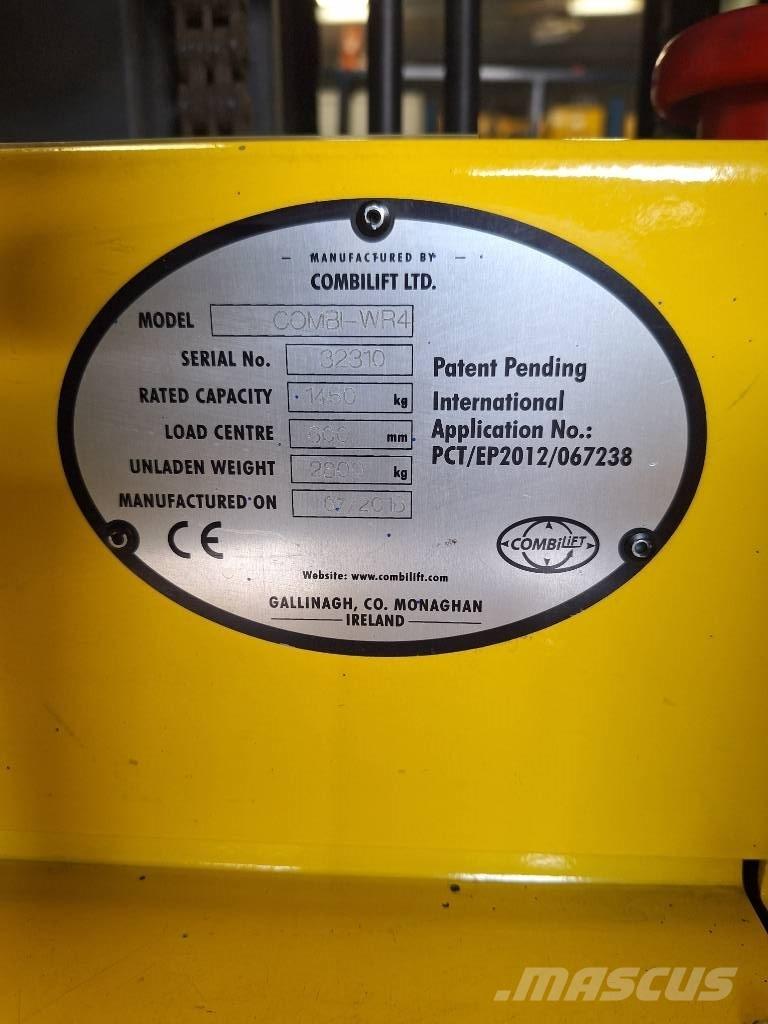 MANUFACTURED BY
COMBILIFT LTD.
MODEL COMBI-WR4
SERIAL No. 32310
RATED CAPACITY 1450 kg
LOAD CENTRE 600 mm
UNLADEN WEIGHT kg
MANUFACTURED ON
Patent Pending
International
Application No.:
PCT/EP2012/067238
CE
COMBiLiFT
Website: www.combilift.com
GALLINAGH, CO. MONAGHAN
IRELAND
MASCUS